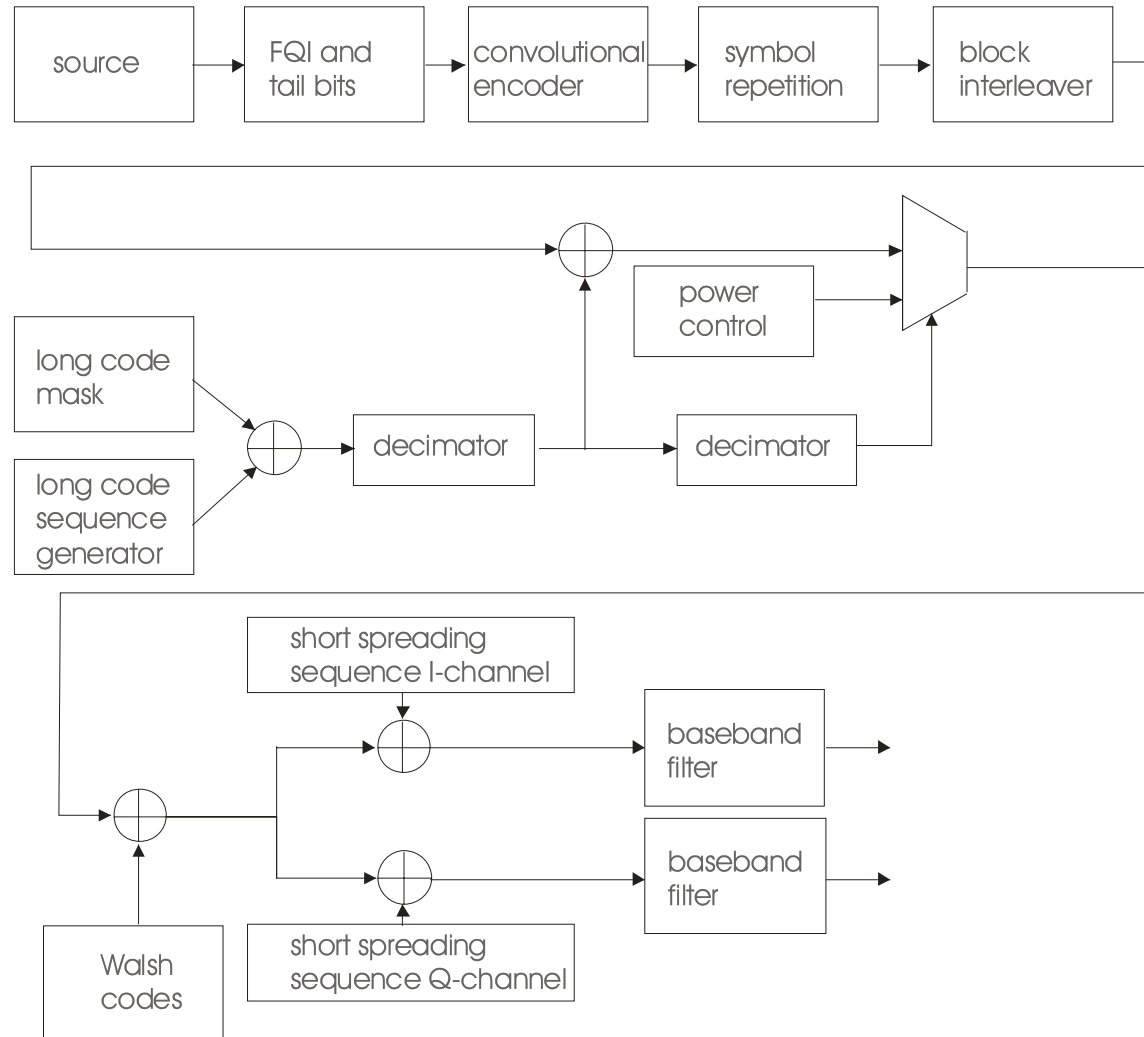 source
FQI and
tail bits
convolutional
encoder
symbol
repetition
block
interleaver
power
control
long code
mask
decimator
decimator
long code
sequence
generator
short spreading
sequence I-channel
baseband
filter
baseband
filter
Walsh
codes
short spreading
sequence Q-channel